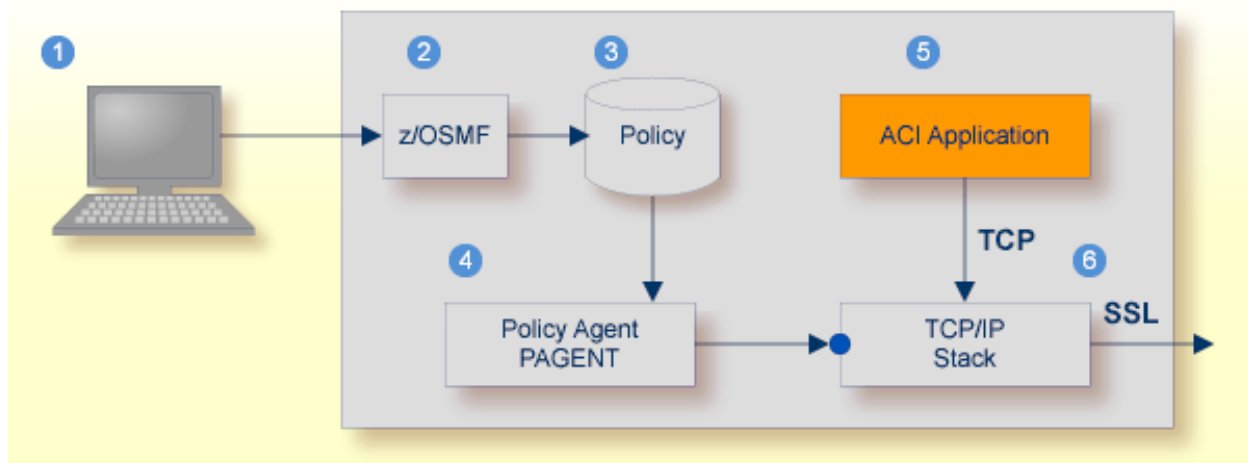 1
2
3
5
z/OSMF
Policy
ACI Application
TCP
4
6
Policy Agent
PAGENT
TCP/IP
Stack
SSL